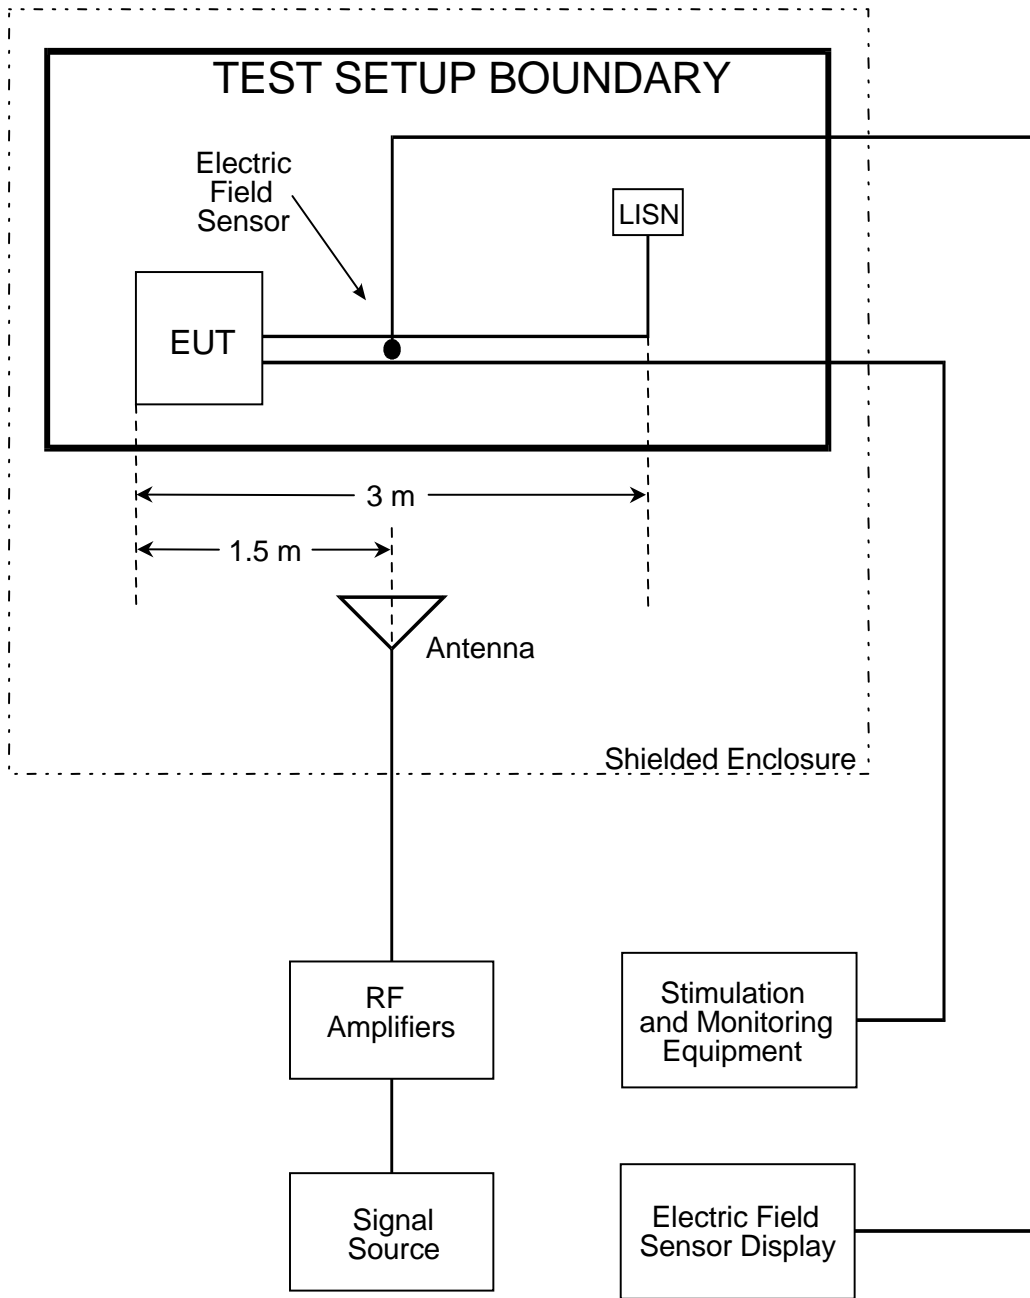 TEST SETUP BOUNDARY
Electric
Field
Sensor
LISN
EUT
3 m
1.5 m
Antenna
Shielded Enclosure
RF
Amplifiers
Stimulation
and Monitoring
Equipment
Signal
Source
Electric Field
Sensor Display